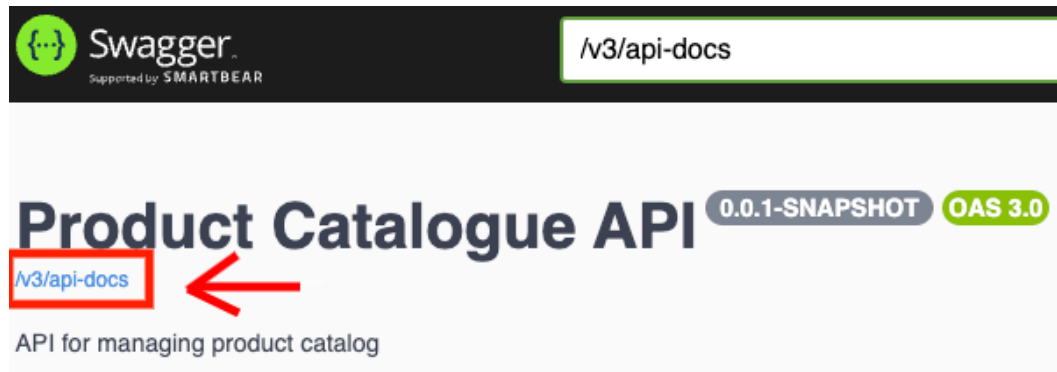 {···} Swagger.
Supported by SMARTBEAR
/v3/api-docs
Product Catalogue API 0.0.1-SNAPSHOT OAS 3.0
/v3/api-docs
API for managing product catalog